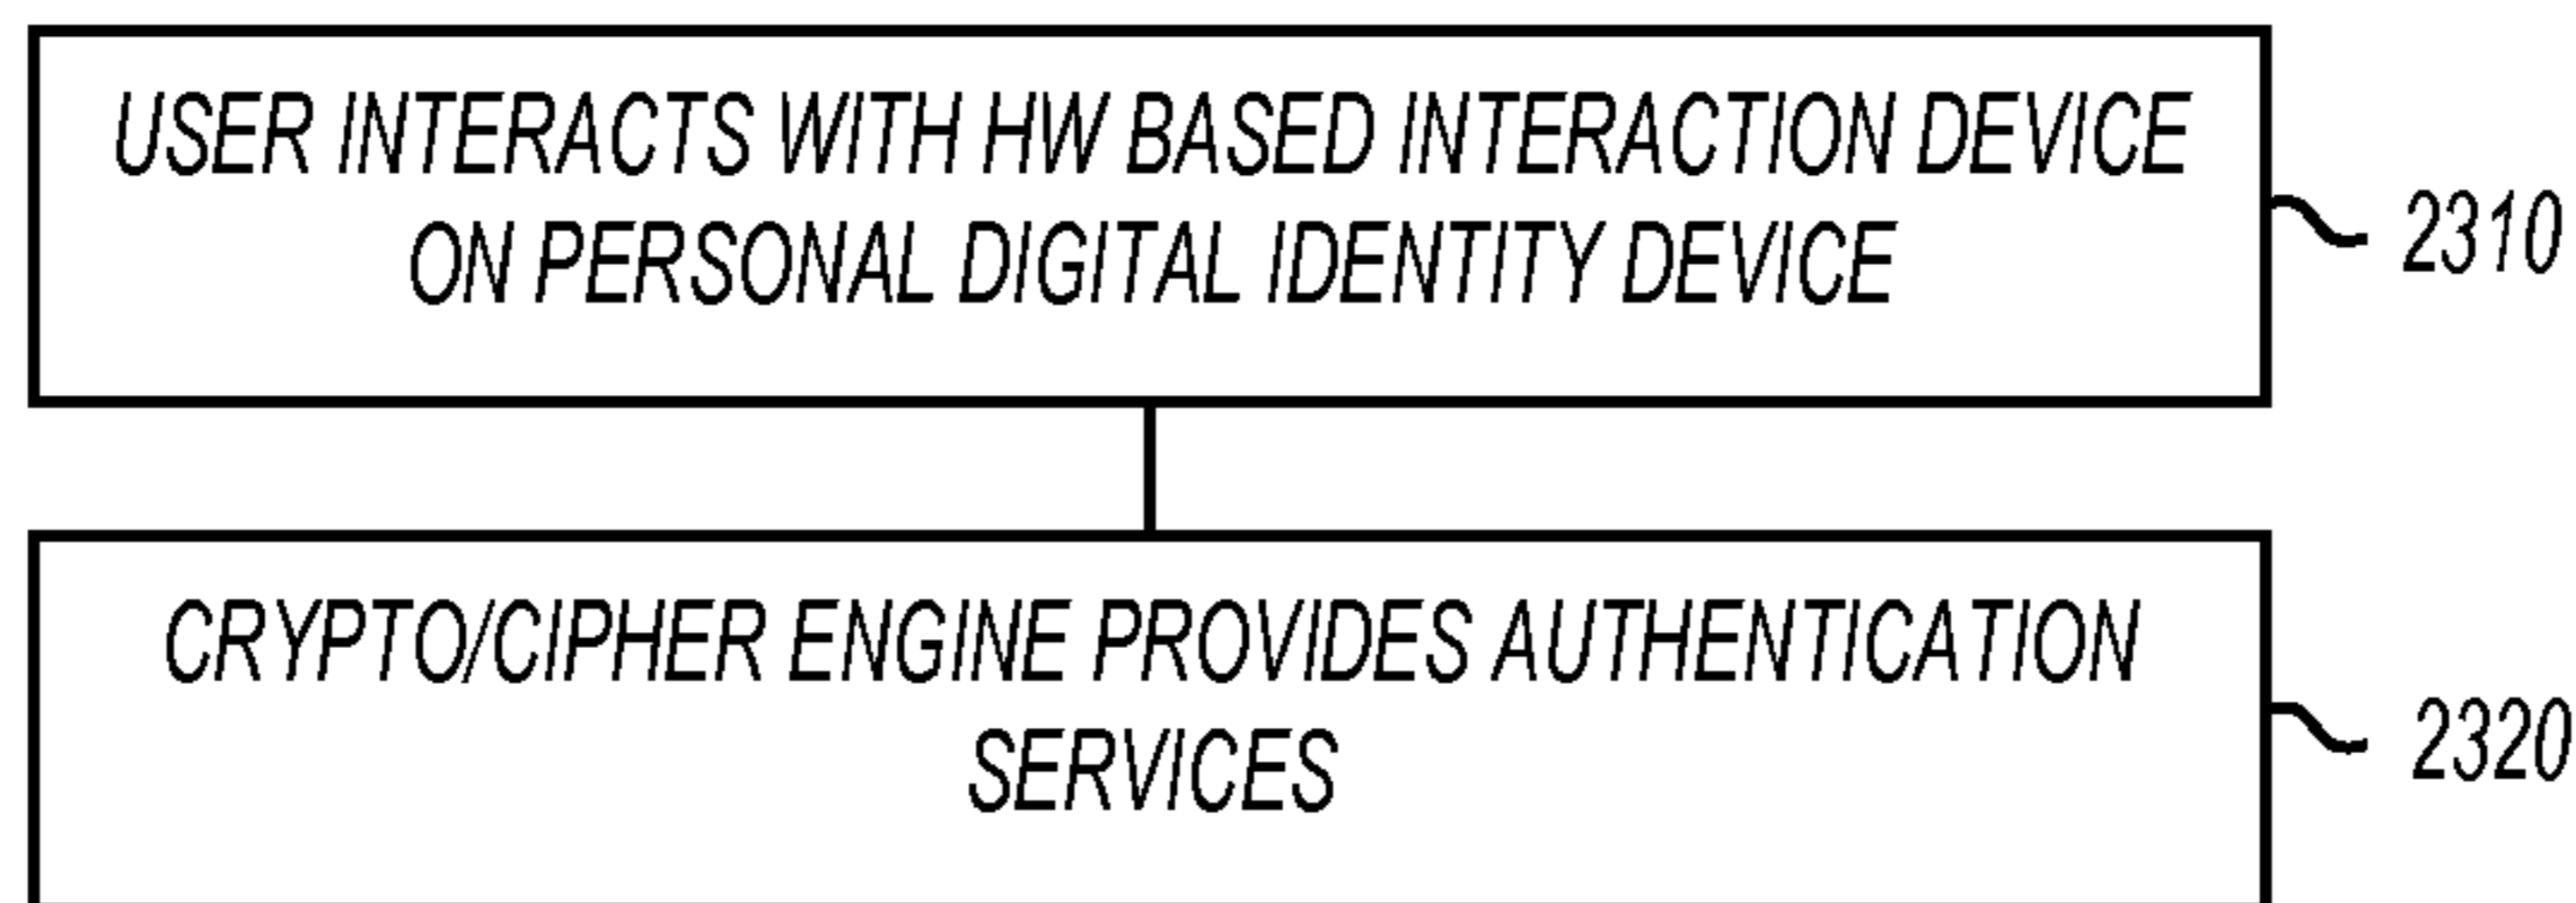 USER INTERACTS WITH HW BASED INTERACTION DEVICE
ON PERSONAL DIGITAL IDENTITY DEVICE
2310
CRYPTO/CIPHER ENGINE PROVIDES AUTHENTICATION
SERVICES
2320